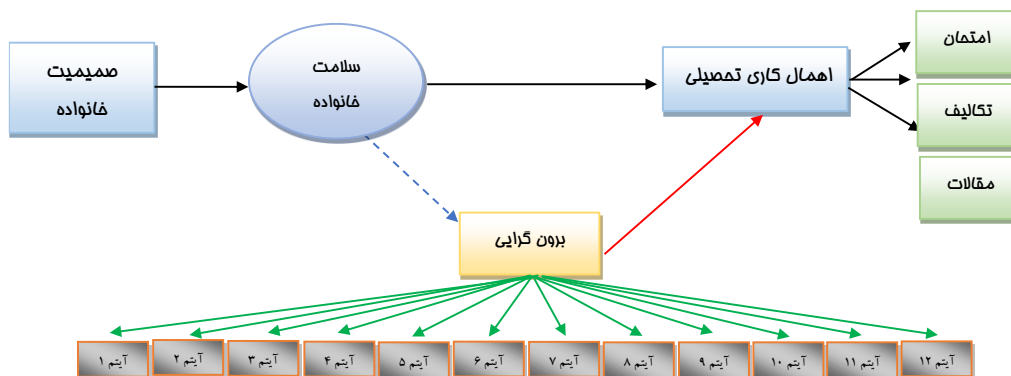 صمیمیت
خانواده
سلامت
خانواده
اهمال کاری تحصیلی
امتحان
تکالیف
مقالات
برون گرایی
آیتم ۱
آیتم ۲
آیتم ۳
آیتم ۴
آیتم ۵
آیتم ۶
آیتم ۷
آیتم ۸
آیتم ۹
آیتم ۱۰
آیتم ۱۱
آیتم ۱۲